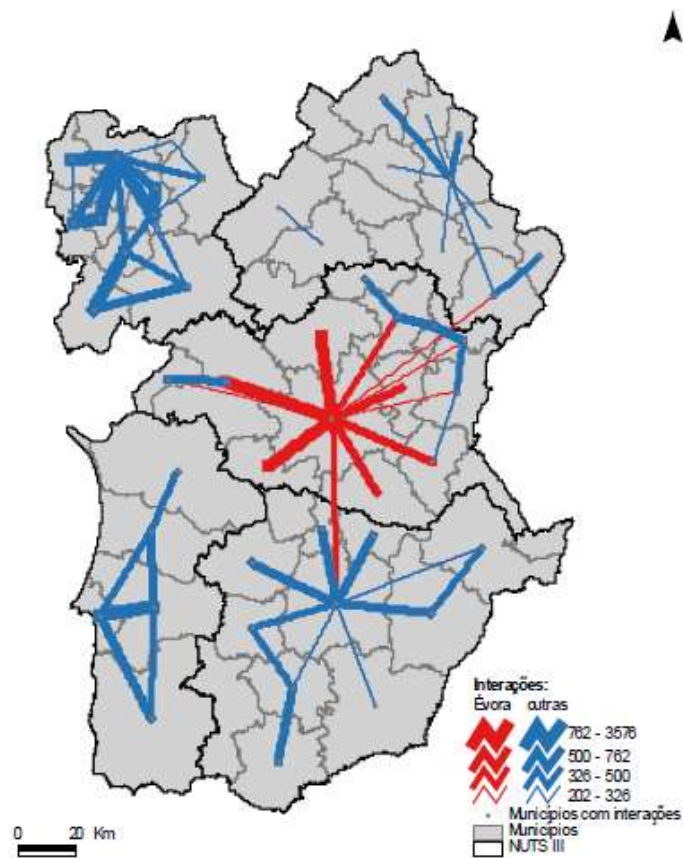 Interações:
Évora outras
762 - 3576
500 - 762
326 - 500
202 - 326
Municípios com interações
Municípios
NUTS III
0 20 Km